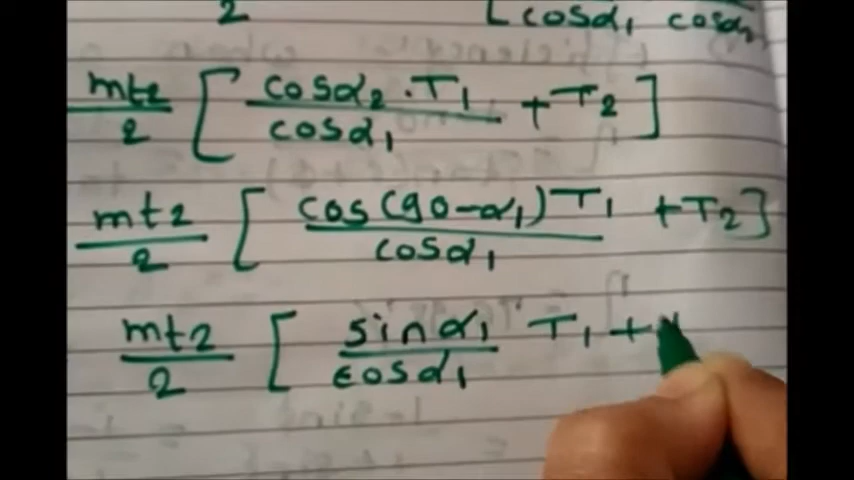 2 [cosα1 cosα2
mt2/2 [cosα2.T1/cosα1 + T2]
mt2/2 [cos(90-α1)T1/cosα1 + T2]
mt2/2 [sinα1/cosα1 T1 +